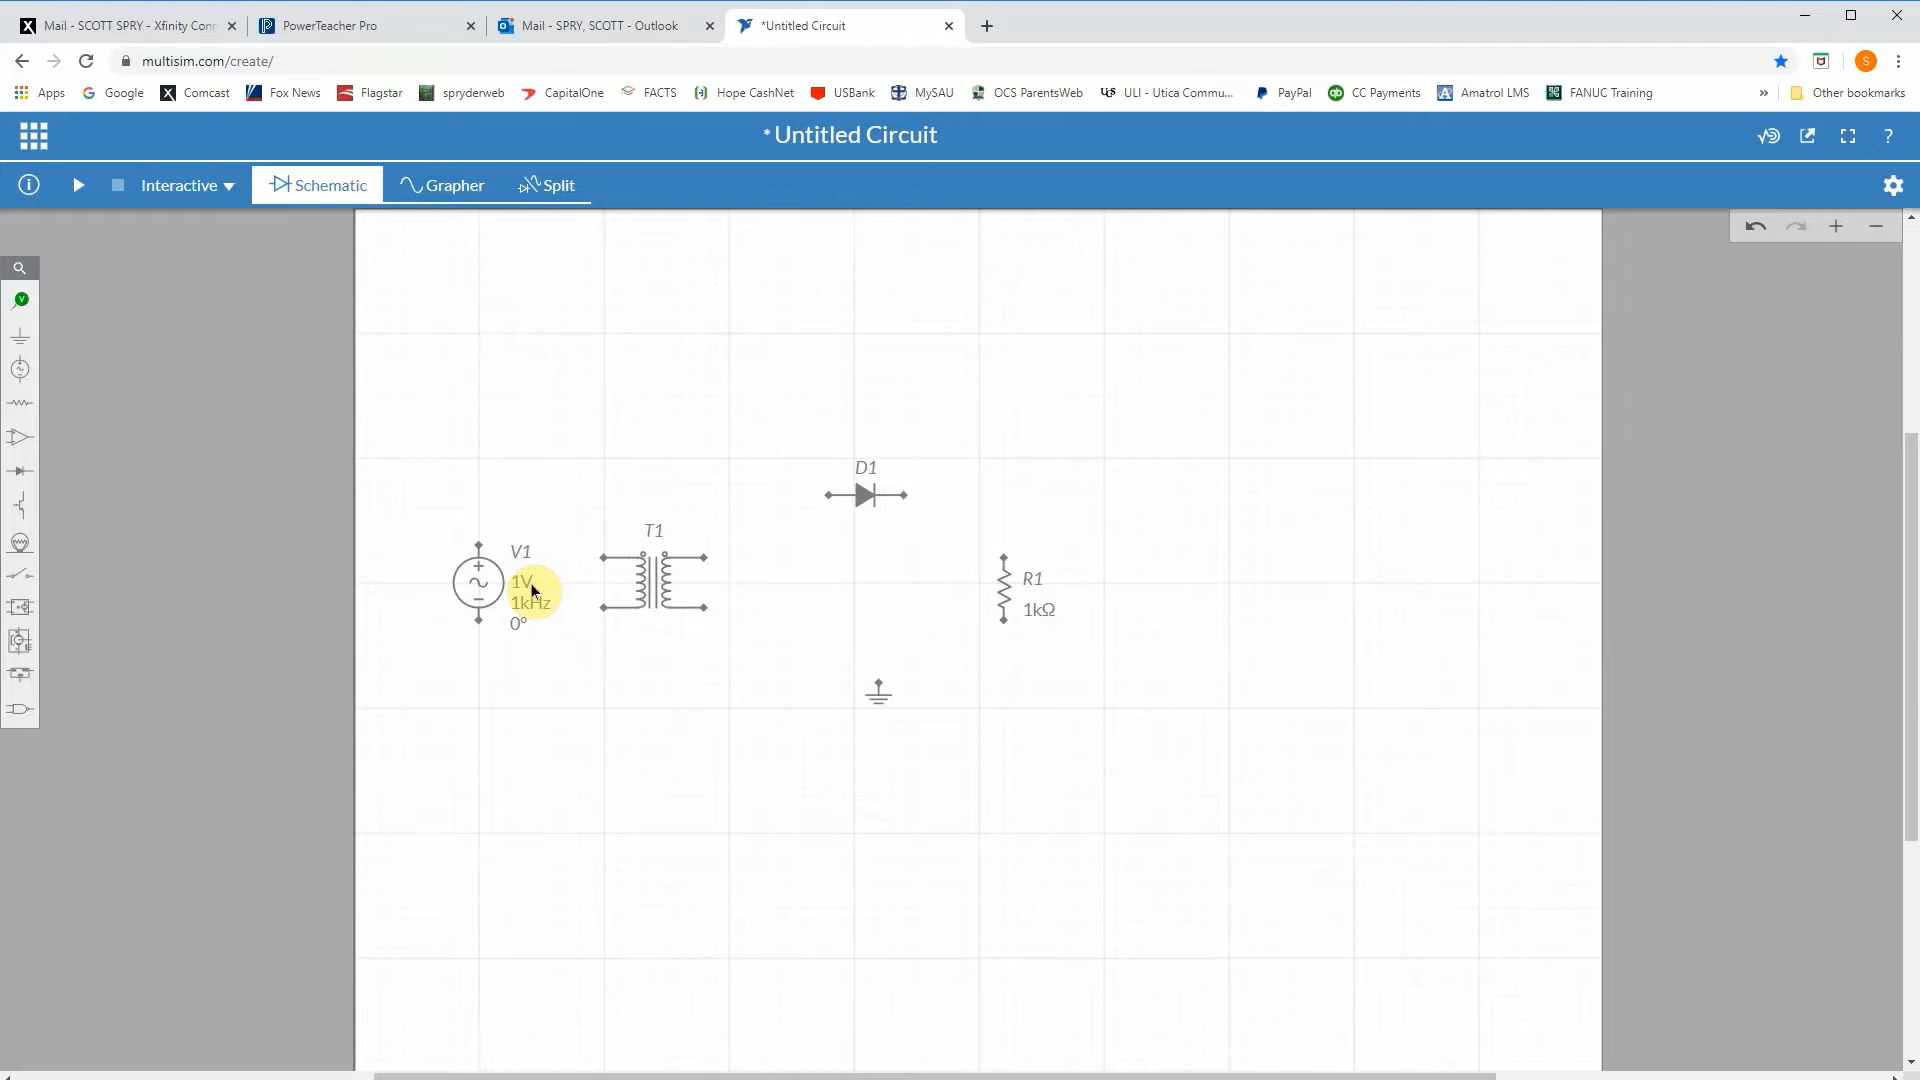 Mail - SCOTT SPRY - Xfinity Conn
PowerTeacher Pro
Mail - SPRY, SCOTT - Outlook
*Untitled Circuit
multisim.com/create/
S
Apps
Google
Comcast
Fox News
Flagstar
spryderweb
CapitalOne
FACTS
Hope CashNet
USBank
MySAU
OCS ParentsWeb
ULI - Utica Commu...
PayPal
CC Payments
Amatrol LMS
FANUC Training
»
Other bookmarks
* Untitled Circuit
?
Interactive
Schematic
Grapher
Split
V
D1
T1
V1
1V
1kHz
0°
R1
1kΩ